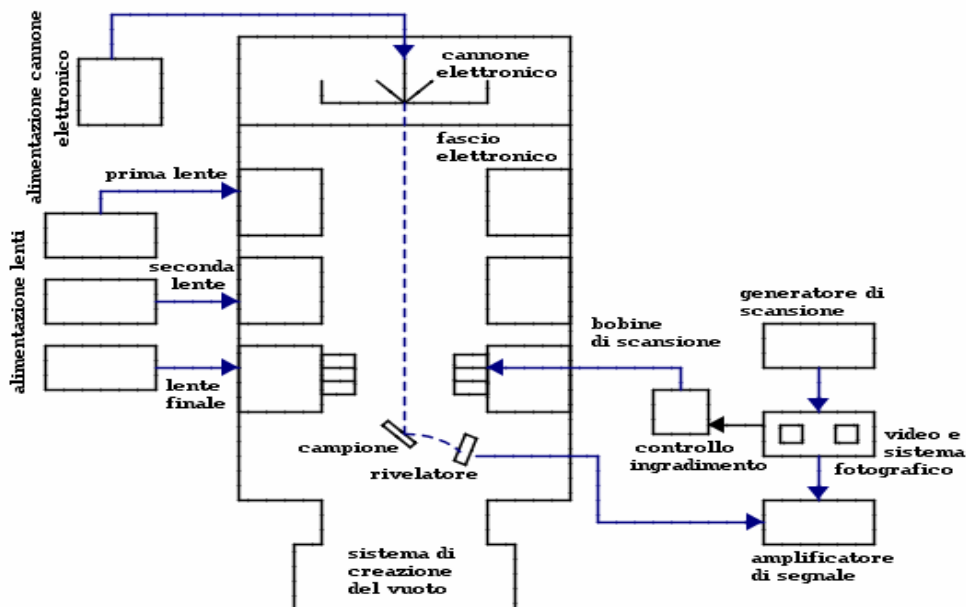 alimentazione cannone
elettronico
cannone
elettronico
fascio
elettronico
prima lente
alimentazione lenti
seconda
lente
lente
finale
bobine
di scansione
generatore di
scansione
campione
rivelatore
controllo
ingradimento
video e
sistema
fotografico
amplificatore
di segnale
sistema di
creazione
del vuoto